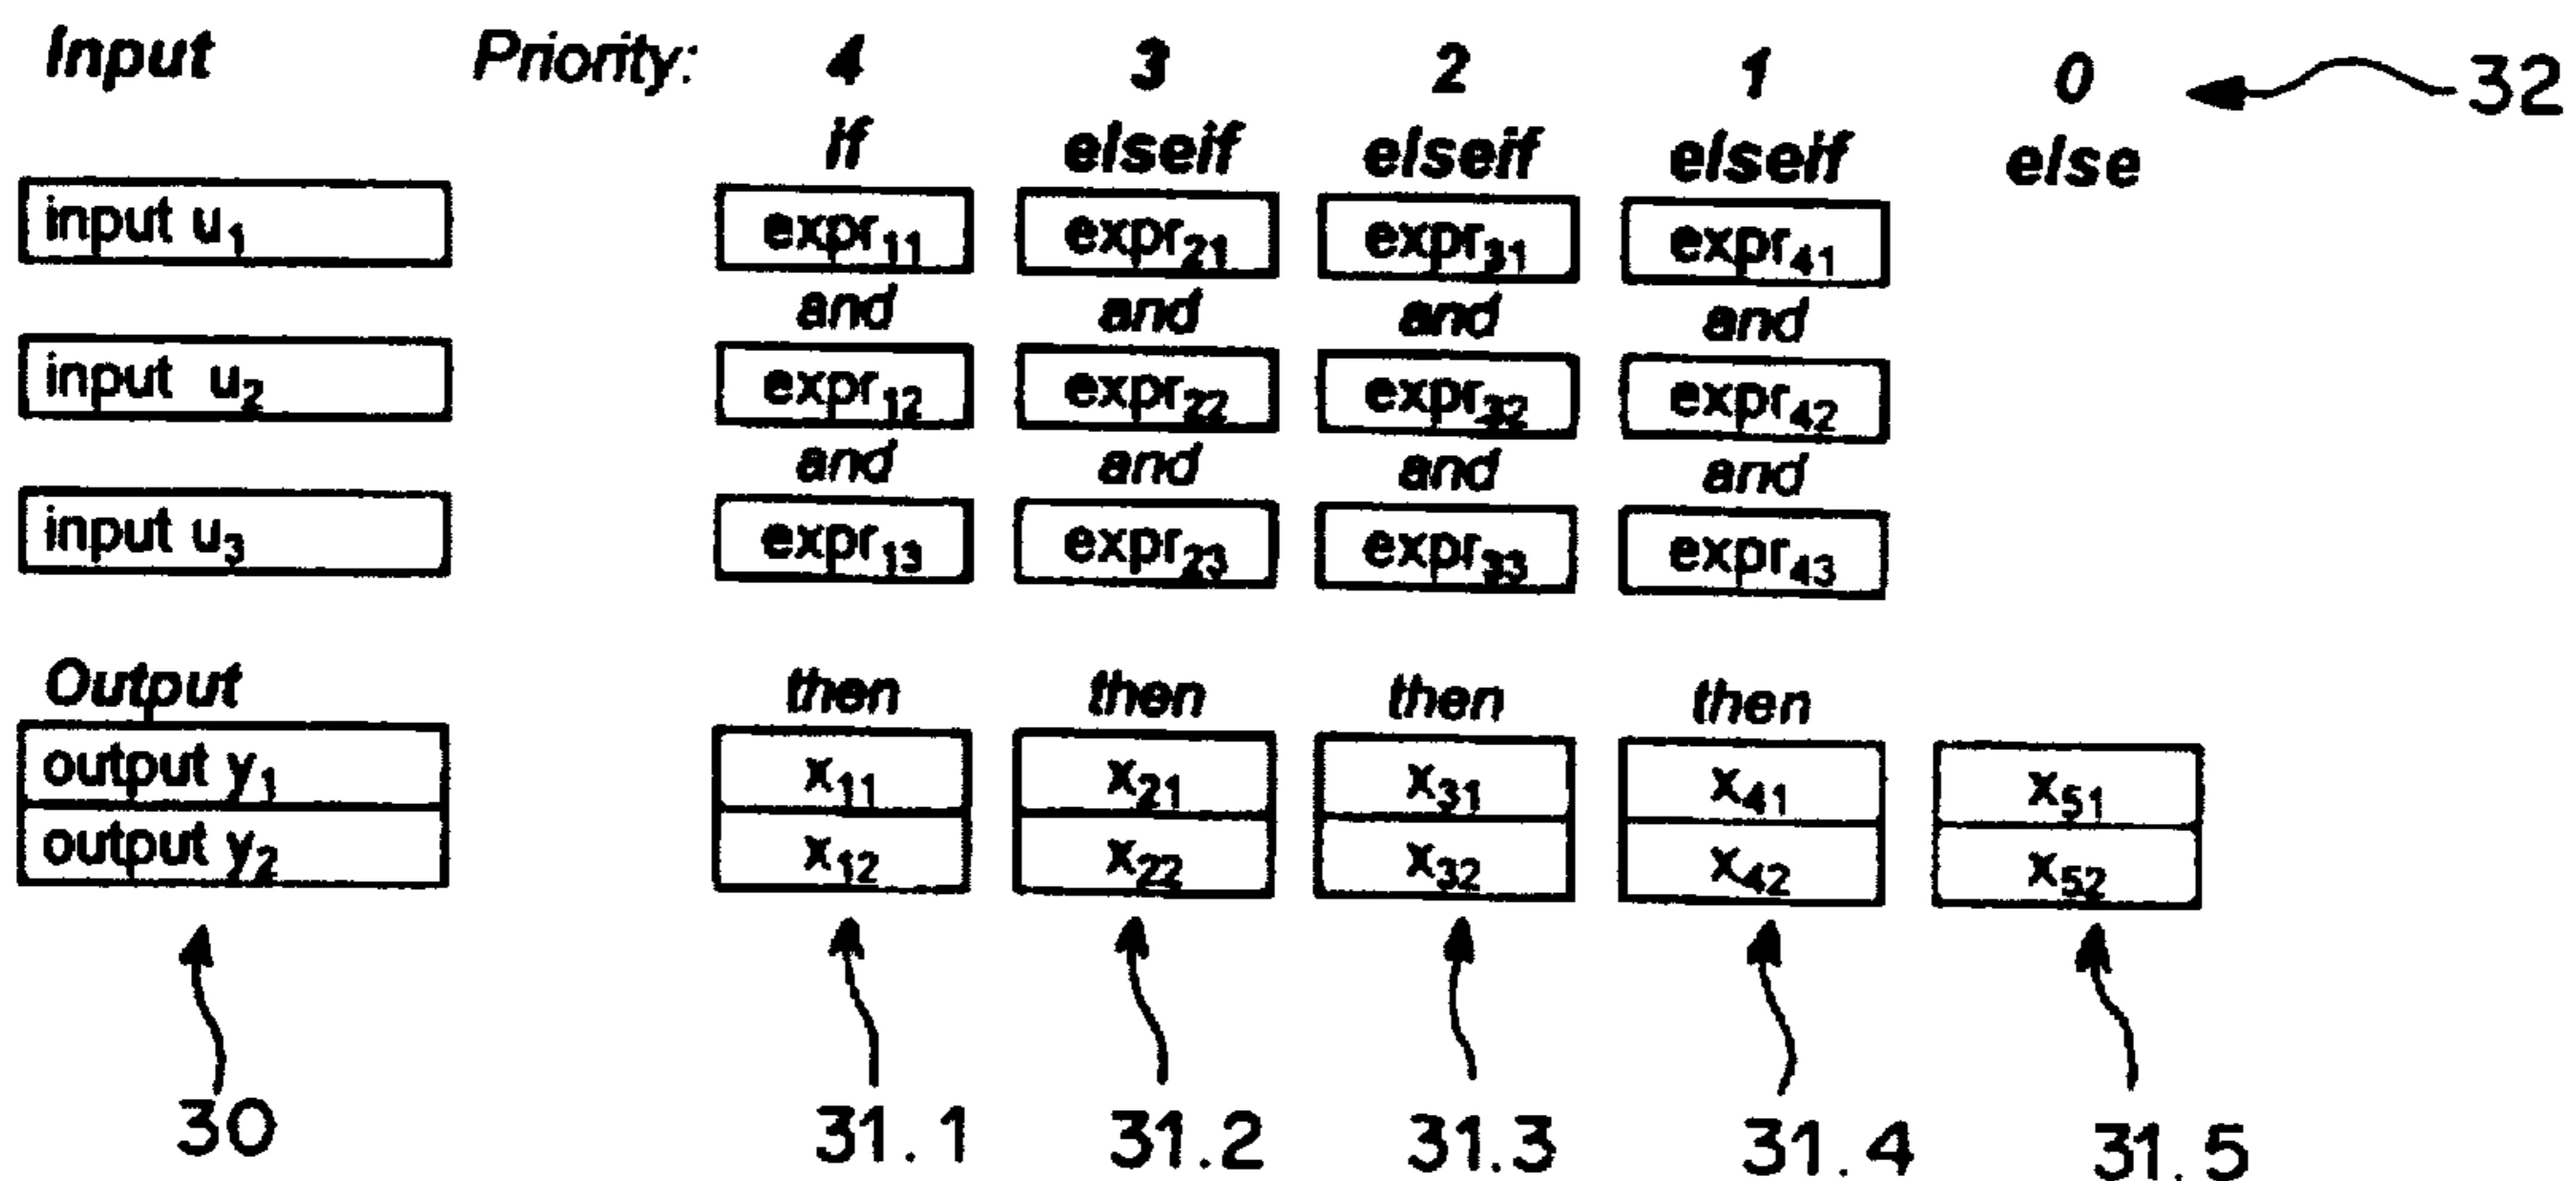 Input Priority: 4 3 2 1 0 32
if elseif elseif elseif else
input u₁ expr₁₁ expr₂₁ expr₃₁ expr₄₁
and and and and
input u₂ expr₁₂ expr₂₂ expr₃₂ expr₄₂
and and and and
input u₃ expr₁₃ expr₂₃ expr₃₃ expr₄₃
Output then then then then
output y₁ x₁₁ x₂₁ x₃₁ x₄₁ x₅₁
output y₂ x₁₂ x₂₂ x₃₂ x₄₂ x₅₂
30 31.1 31.2 31.3 31.4 31.5